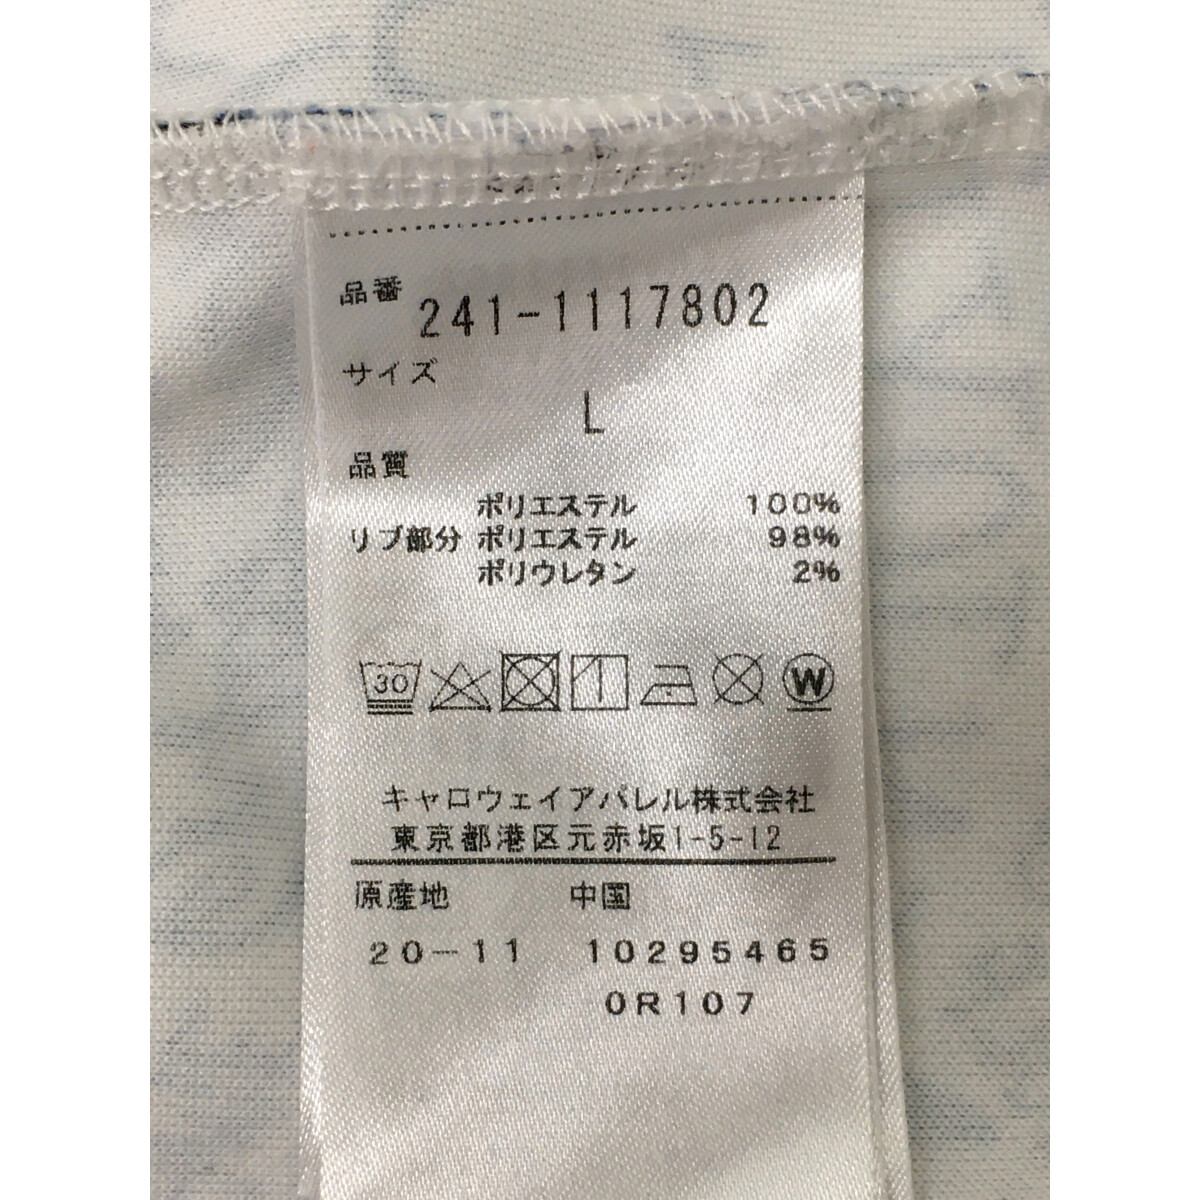 品番 241-1117802
サイズ
L
品質
ポリエステル 100%
リブ部分 ポリエステル 98%
ポリウレタン 2%
30 W
キャロウェイアパレル株式会社
東京都港区元赤坂1-5-12
原産地 中国
20-11 10295465
0R107